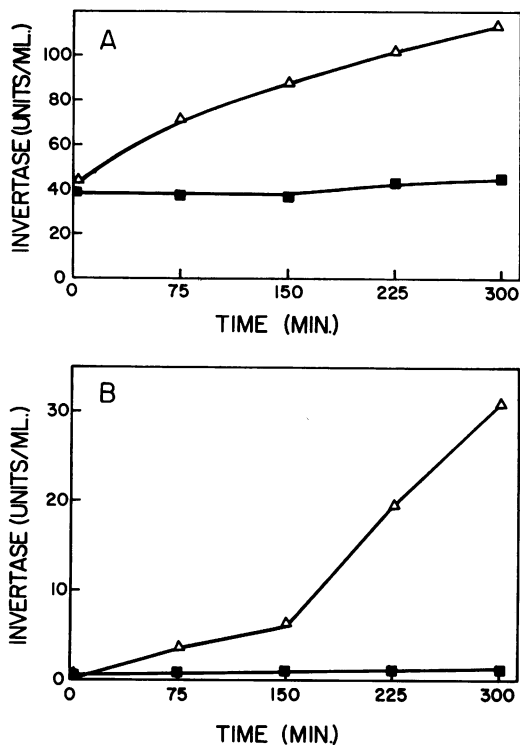 A
INVERTASE (UNITS/ML.)
100
80
60
40
20
0
0 75 150 225 300
TIME (MIN.)
B
INVERTASE (UNITS/ML.)
30
20
10
0
0 75 150 225 300
TIME (MIN.)